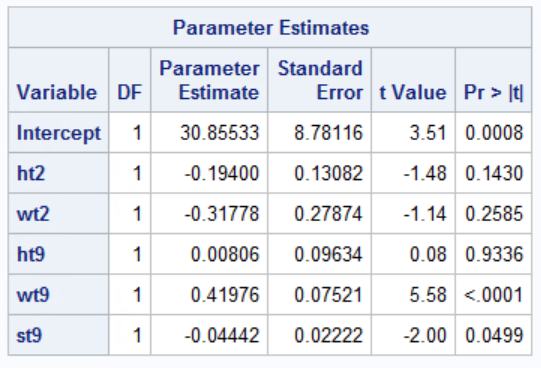 Parameter Estimates
Variable DF Parameter Estimate Standard Error t Value Pr > |t|
Intercept 1 30.85533 8.78116 3.51 0.0008
ht2 1 -0.19400 0.13082 -1.48 0.1430
wt2 1 -0.31778 0.27874 -1.14 0.2585
ht9 1 0.00806 0.09634 0.08 0.9336
wt9 1 0.41976 0.07521 5.58 <.0001
st9 1 -0.04442 0.02222 -2.00 0.0499